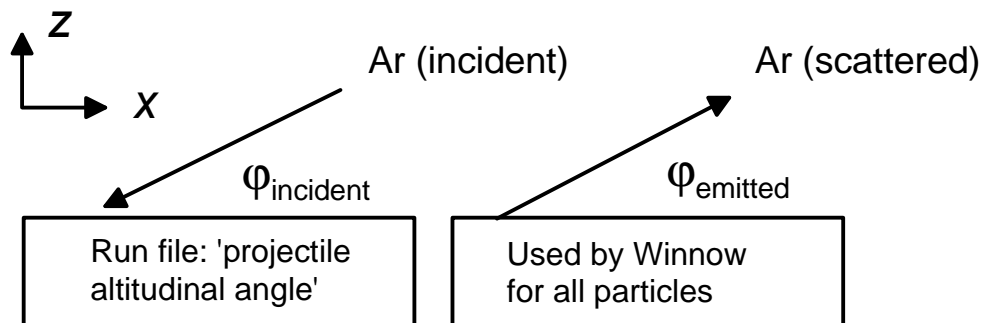 z
x
Ar (incident)
Ar (scattered)
φincident
φemitted
Run file: 'projectile
altitudinal angle'
Used by Winnow
for all particles